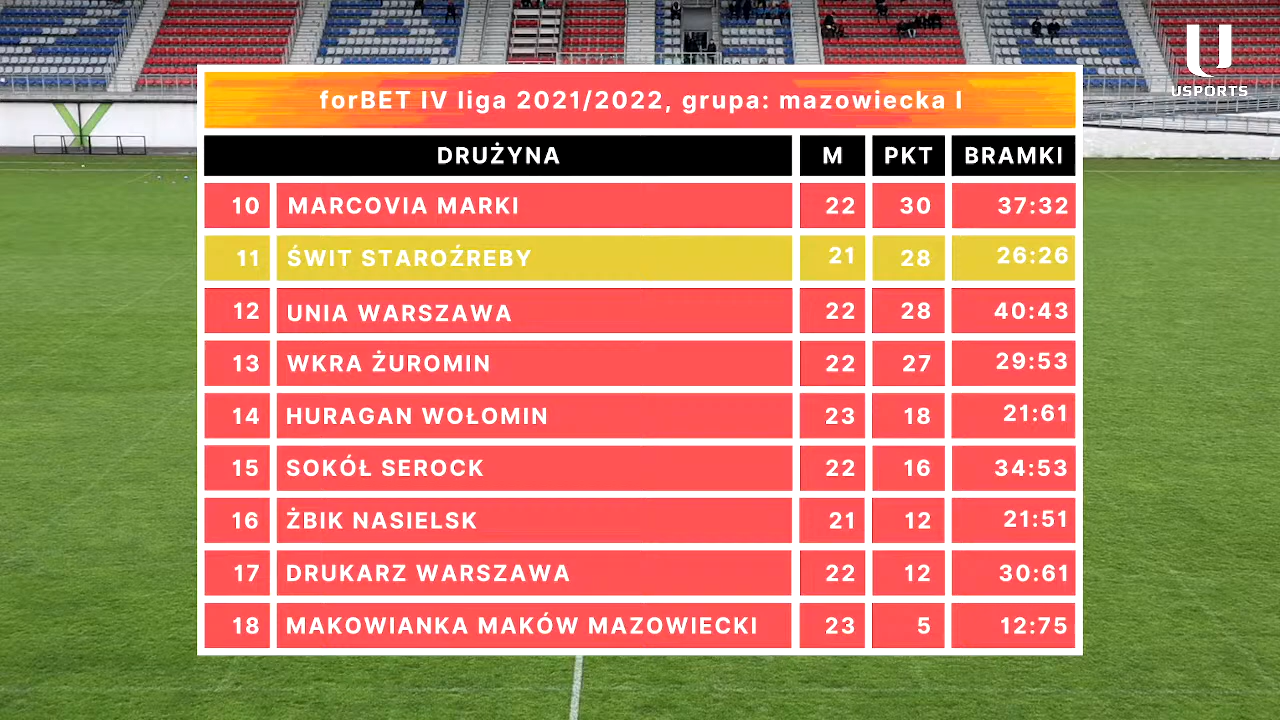 USPORTS
forBET IV liga 2021/2022, grupa: mazowiecka I
DRUŻYNA M PKT BRAMKI
10 MARCOVIA MARKI 22 30 37:32
11 ŚWIT STAROŹREBY 21 28 26:26
12 UNIA WARSZAWA 22 28 40:43
13 WKRA ŻUROMIN 22 27 29:53
14 HURAGAN WOŁOMIN 23 18 21:61
15 SOKÓŁ SEROCK 22 16 34:53
16 ŻBIK NASIELSK 21 12 21:51
17 DRUKARZ WARSZAWA 22 12 30:61
18 MAKOWIANKA MAKÓW MAZOWIECKI 23 5 12:75